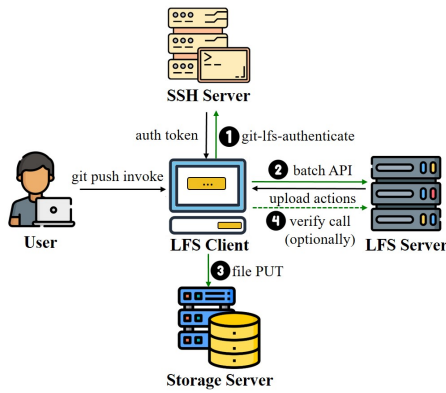 SSH Server
auth token
1 git-lfs-authenticate
git push invoke
2 batch API
upload actions
4 verify call
(optionally)
User
LFS Client
LFS Server
3 file PUT
Storage Server